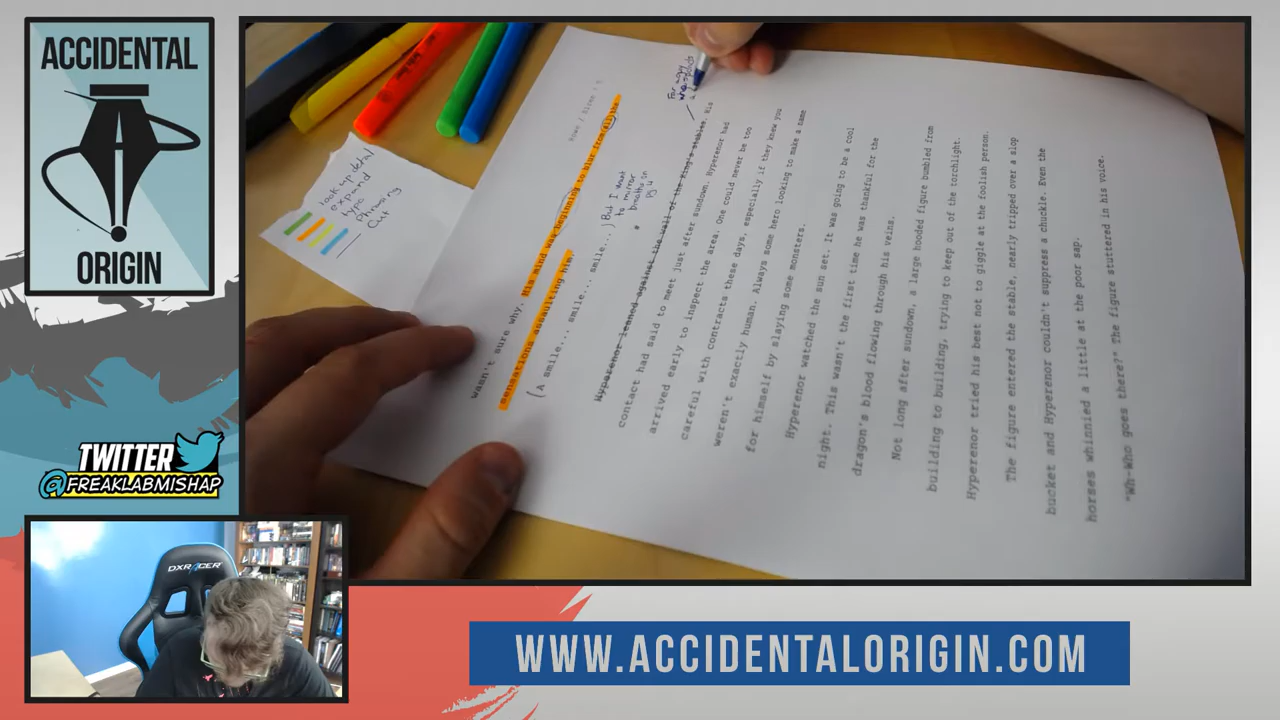 ACCIDENTAL
ORIGIN
TWITTER
@FREAKLABMISHAP
DXRACER
look up detail
expand
typo
phrasing
Cut
wasn't sure why. His mind was beginning to blur from (all) the
sensations assaulting him.
(A smile... smile... smile...) But I want
to mirror
breaths on
pg
Hyperenor leaned against the wall of the King's stables. His
contact had said to meet just after sundown. Hyperenor had
arrived early to inspect the area. One could never be too
careful with contracts these days, especially if they knew you
weren't exactly human. Always some hero looking to make a name
for himself by slaying some monsters.
Hyperenor watched the sun set. It was going to be a cool
night. This wasn't the first time he was thankful for the
dragon's blood flowing through his veins.
Not long after sundown, a large hooded figure bumbled from
building to building, trying to keep out of the torchlight.
Hyperenor tried his best not to giggle at the foolish person.
The figure entered the stable, nearly tripped over a slop
bucket and Hyperenor couldn't suppress a chuckle. Even the
horses whinnied a little at the poor sap.
"Wh-Who goes there?" The figure stuttered in his voice.
WWW.ACCIDENTALORIGIN.COM